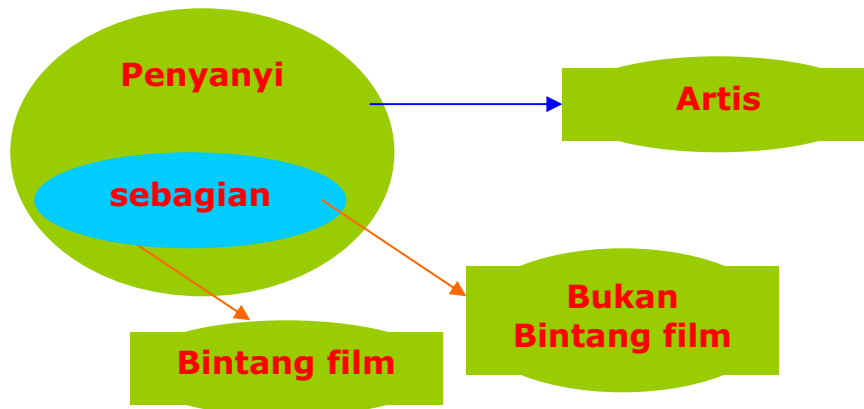 Penyanyi
Artis
sebagian
Bukan
Bintang film
Bintang film